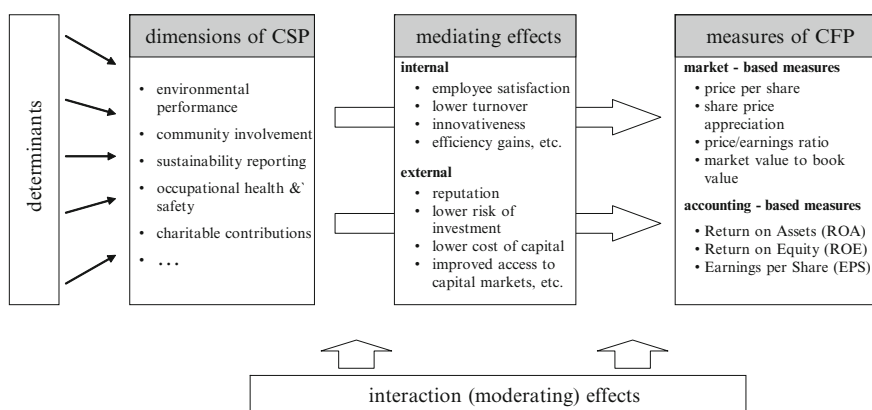 determinants
dimensions of CSP
• environmental
performance
• community involvement
• sustainability reporting
• occupational health &`
safety
• charitable contributions
• ...
mediating effects
internal
• employee satisfaction
• lower turnover
• innovativeness
• efficiency gains, etc.
external
• reputation
• lower risk of
investment
• lower cost of capital
• improved access to
capital markets, etc.
measures of CFP
market - based measures
• price per share
• share price
appreciation
• price/earnings ratio
• market value to book
value
accounting - based measures
• Return on Assets (ROA)
• Return on Equity (ROE)
• Earnings per Share (EPS)
interaction (moderating) effects